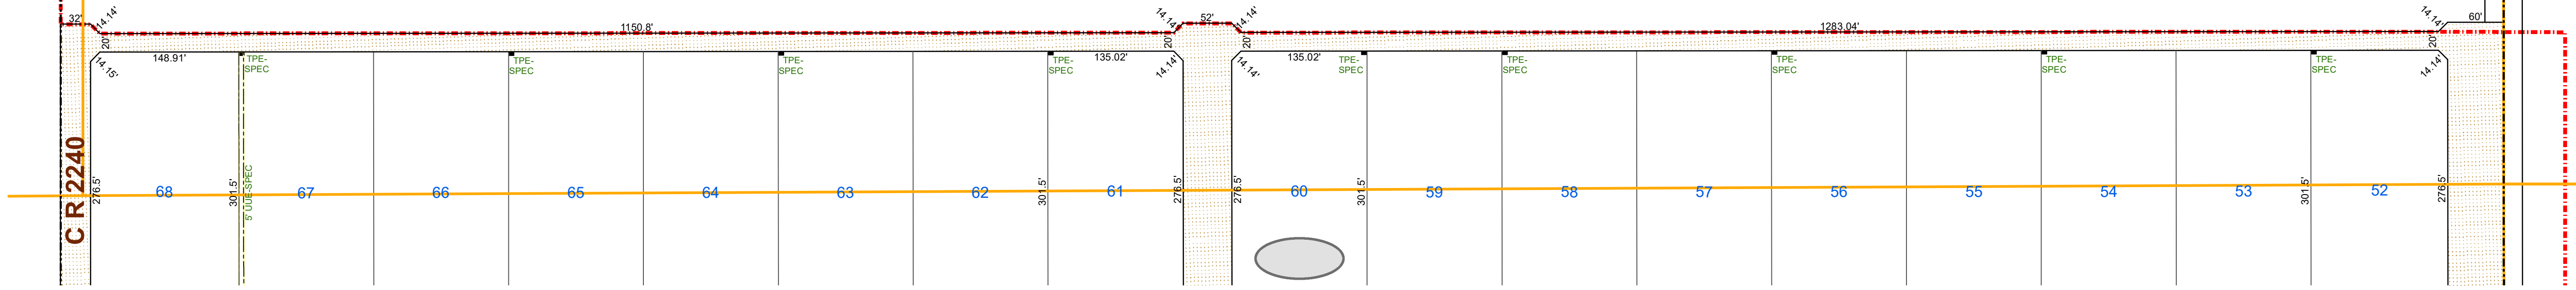 32'
14.14'
1150.8'
14.14'
52'
14.14'
1283.04'
14.14'
60'
20'
20'
20'
20'
148.91'
14.15'
TPE-
SPEC
TPE-
SPEC
TPE-
SPEC
TPE-
SPEC
135.02'
14.14'
14.14'
135.02'
TPE-
SPEC
TPE-
SPEC
TPE-
SPEC
TPE-
SPEC
TPE-
SPEC
14.14'
C R 2240
276.5'
68
301.5'
5' UUE-SPEC
67
66
65
64
63
62
301.5'
61
276.5'
276.5'
60
301.5'
59
58
57
56
55
54
53
301.5'
52
276.5'